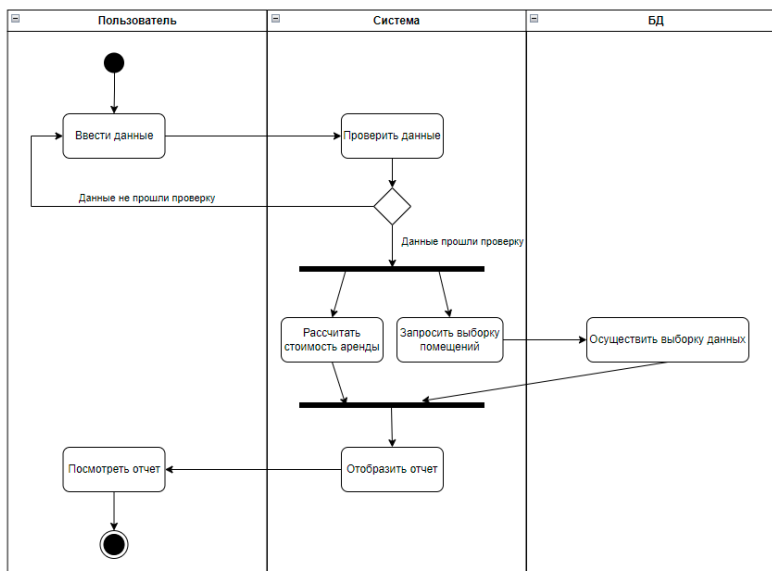 Пользователь
Система
БД
Ввести данные
Проверить данные
Данные не прошли проверку
Данные прошли проверку
Рассчитать
стоимость аренды
Запросить выборку
помещений
Осуществить выборку данных
Посмотреть отчет
Отобразить отчет